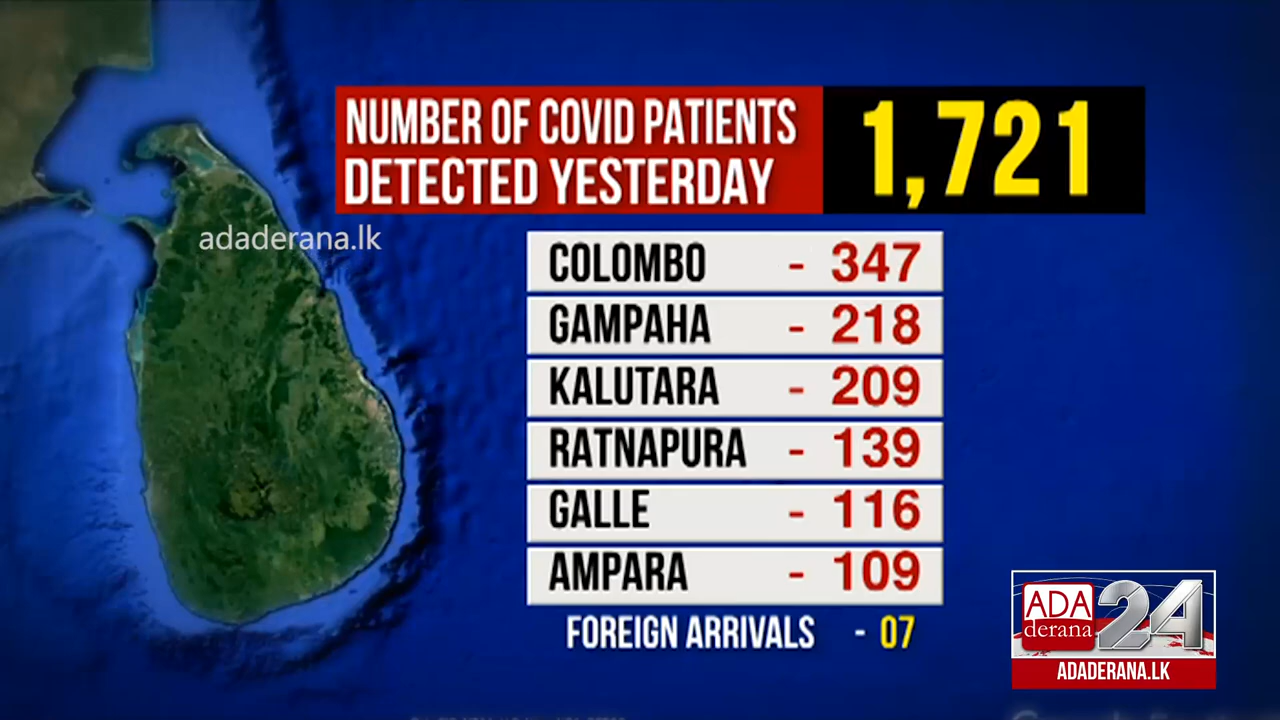 NUMBER OF COVID PATIENTS
DETECTED YESTERDAY
1,721
adaderana.lk
COLOMBO - 347
GAMPAHA - 218
KALUTARA - 209
RATNAPURA - 139
GALLE - 116
AMPARA - 109
FOREIGN ARRIVALS - 07
ADA
derana
24
ADADERANA.LK